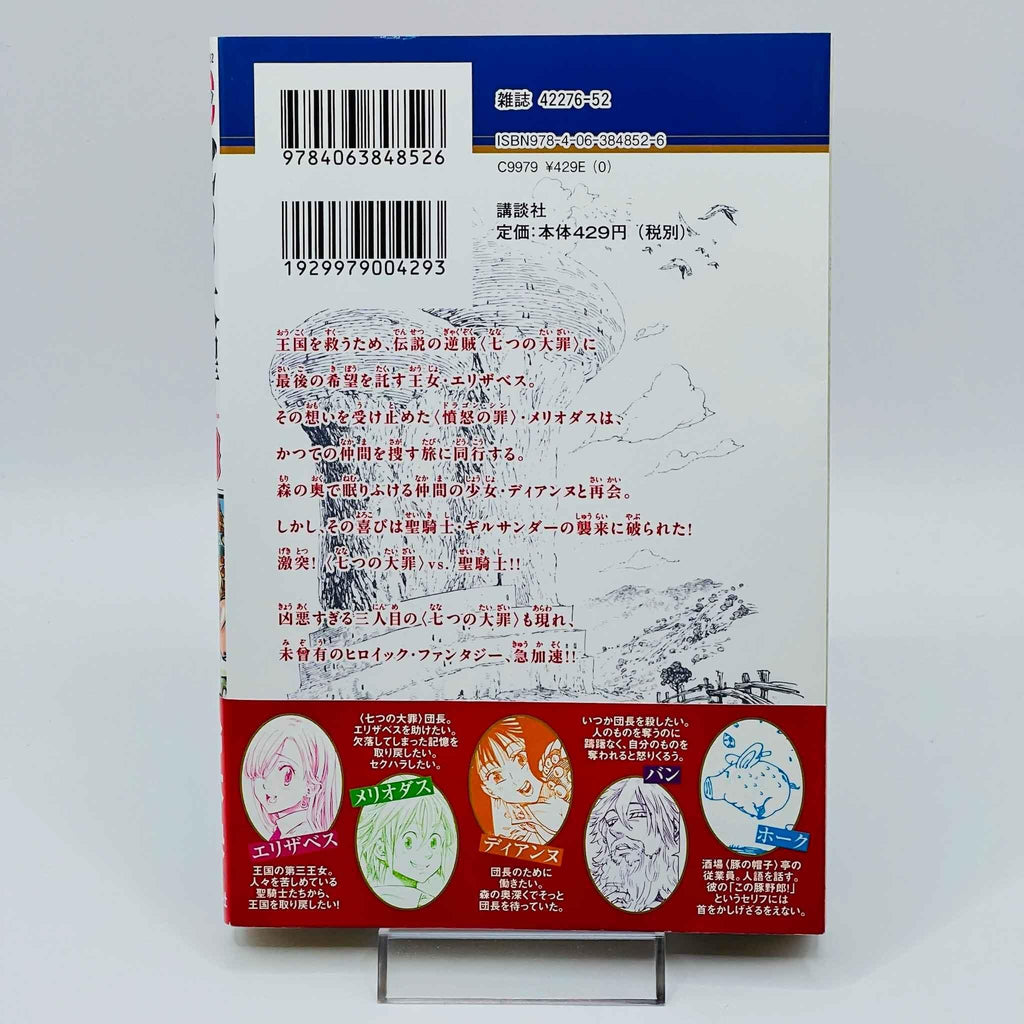 9784063848526
雑誌 42276-52
ISBN978-4-06-384852-6
C9979 ¥429E (0)
1929979004293
講談社
定価:本体429円(税別)
王国を救うため、伝説の逆賊〈七つの大罪〉に
最後の希望を託す王女・エリザベス。
その想いを受け止めた〈憤怒の罪〉・メリオダスは、
かつての仲間を捜す旅に同行する。
森の奥で眠りふける仲間の少女・ディアンヌと再会。
しかし、その喜びは聖騎士・ギルサンダーの襲来に破られた!
激突!〈七つの大罪〉vs.聖騎士!!
凶悪すぎる三人目の〈七つの大罪〉も現れ、
未曾有のヒロイック・ファンタジー、急加速!!
エリザベス
王国の第三王女。
人々を苦しめている
聖騎士たちから、
王国を取り戻したい!
〈七つの大罪〉団長。
エリザベスを助けたい。
欠落してしまった記憶を
取り戻したい。
セクハラしたい。
メリオダス
ディアンヌ
団長のために
働きたい。
森の奥深くでそっと
団長を待っていた。
いつか団長を殺したい。
人のものを奪うのに
躊躇なく、自分のものを
奪われると怒りくるう。
バン
ホーク
酒場〈豚の帽子〉亭の
従業員。人語を話す。
彼の「この豚野郎!」
というセリフには
首をかしげざるをえない。